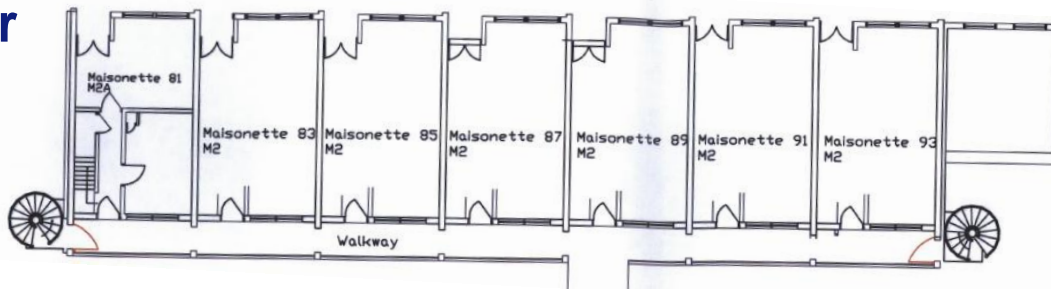 r
Maisonette 81
M2A
Maisonette 83
M2
Maisonette 85
M2
Maisonette 87
M2
Maisonette 89
M2
Maisonette 91
M2
Maisonette 93
M2
Walkway